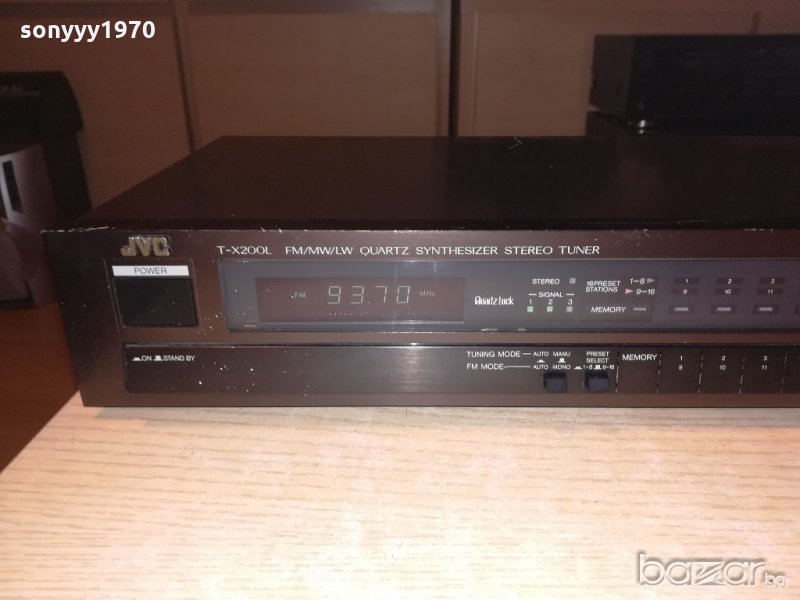 sonyyy1970
JVC T-X200L FM/MW/LW QUARTZ SYNTHESIZER STEREO TUNER
POWER
FM 93.70 MHz
Quartz Lock
STEREO
SIGNAL
1 2 3
16 PRESET STATIONS
1-8
9-16
MEMORY
1 2 3
9 10 11
ON STAND BY
TUNING MODE AUTO MANU
FM MODE AUTO MONO
PRESET SELECT
1-8 9-16
MEMORY
1 2 3
9 10 11
bazar.bg